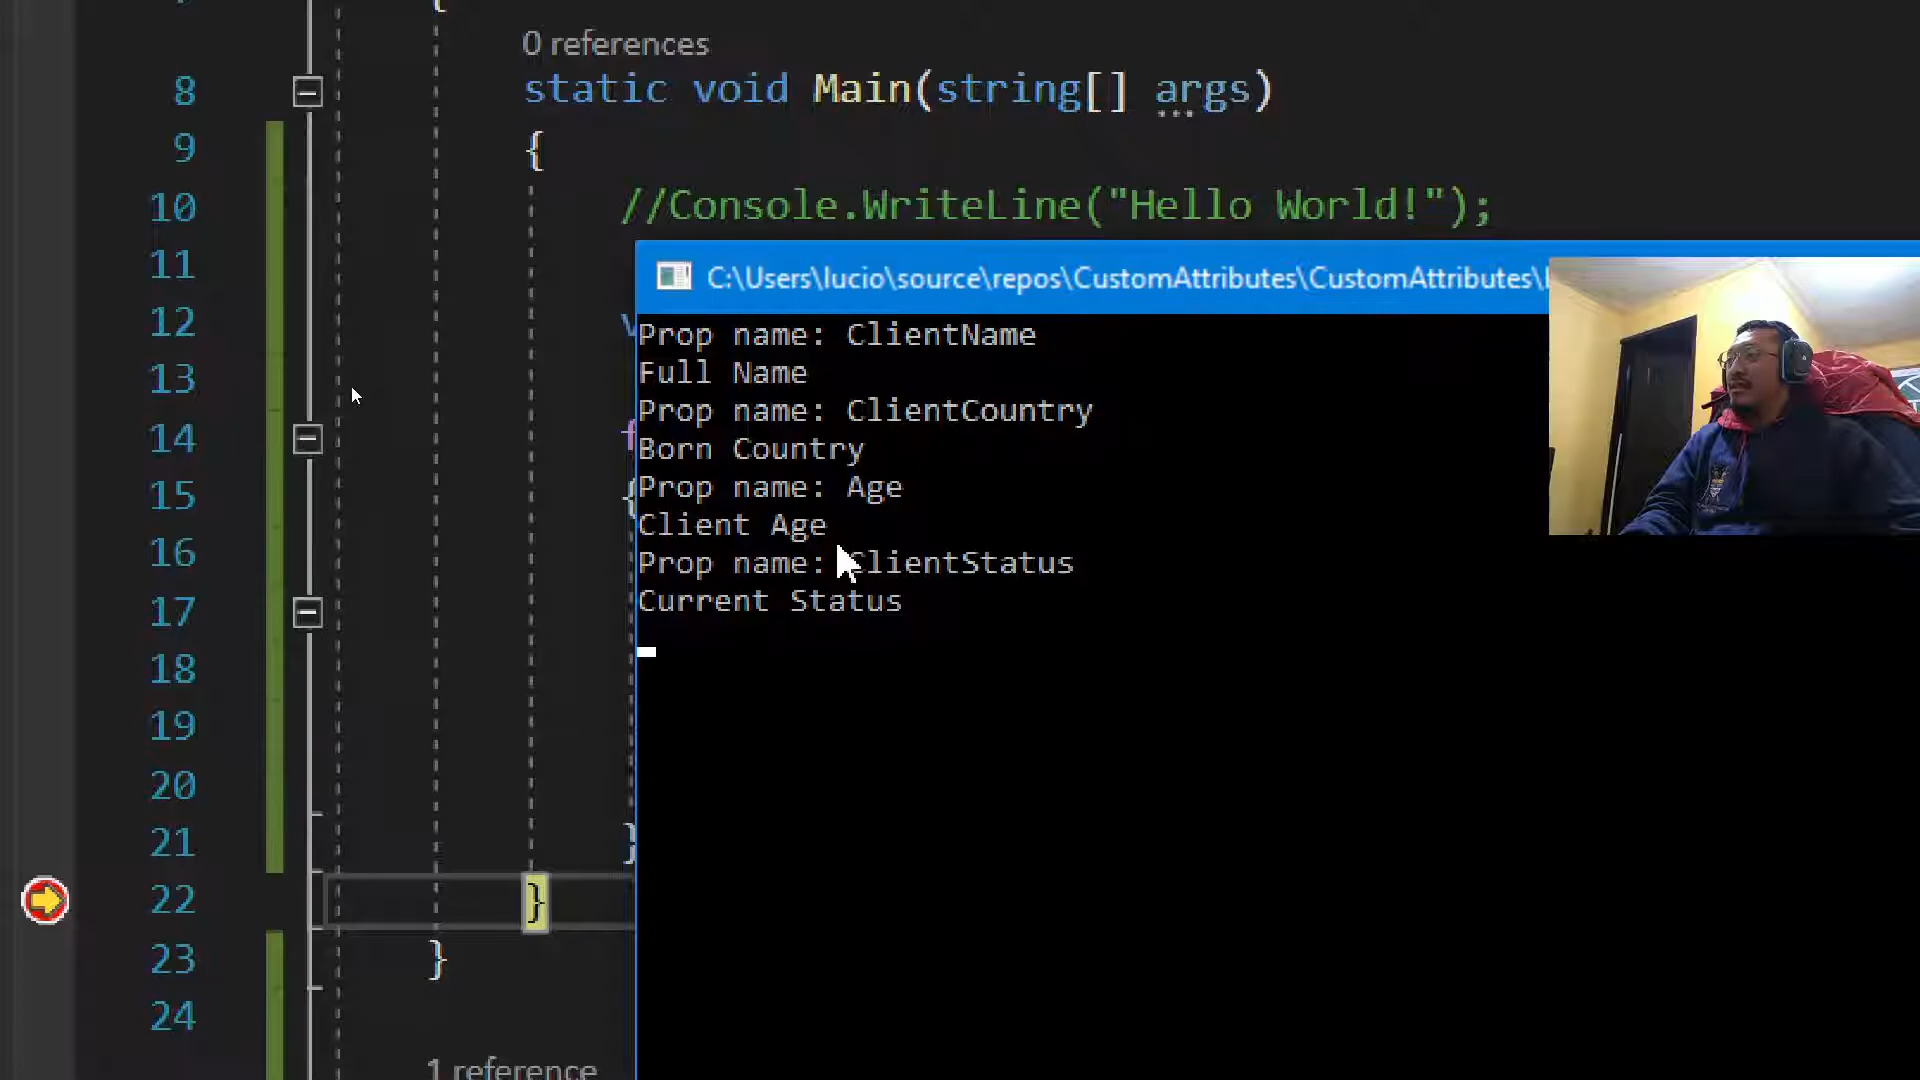 0 references
8 static void Main(string[] args)
9 {
10 //Console.WriteLine("Hello World!");
11
C:\Users\lucio\source\repos\CustomAttributes\CustomAttributes\
12
Prop name: ClientName
Full Name
13
Prop name: ClientCountry
14
Born Country
15 {
Prop name: Age
Client Age
16
Prop name: ClientStatus
17
Current Status
18
19
20
21 }
22 }
23 }
24
1 reference